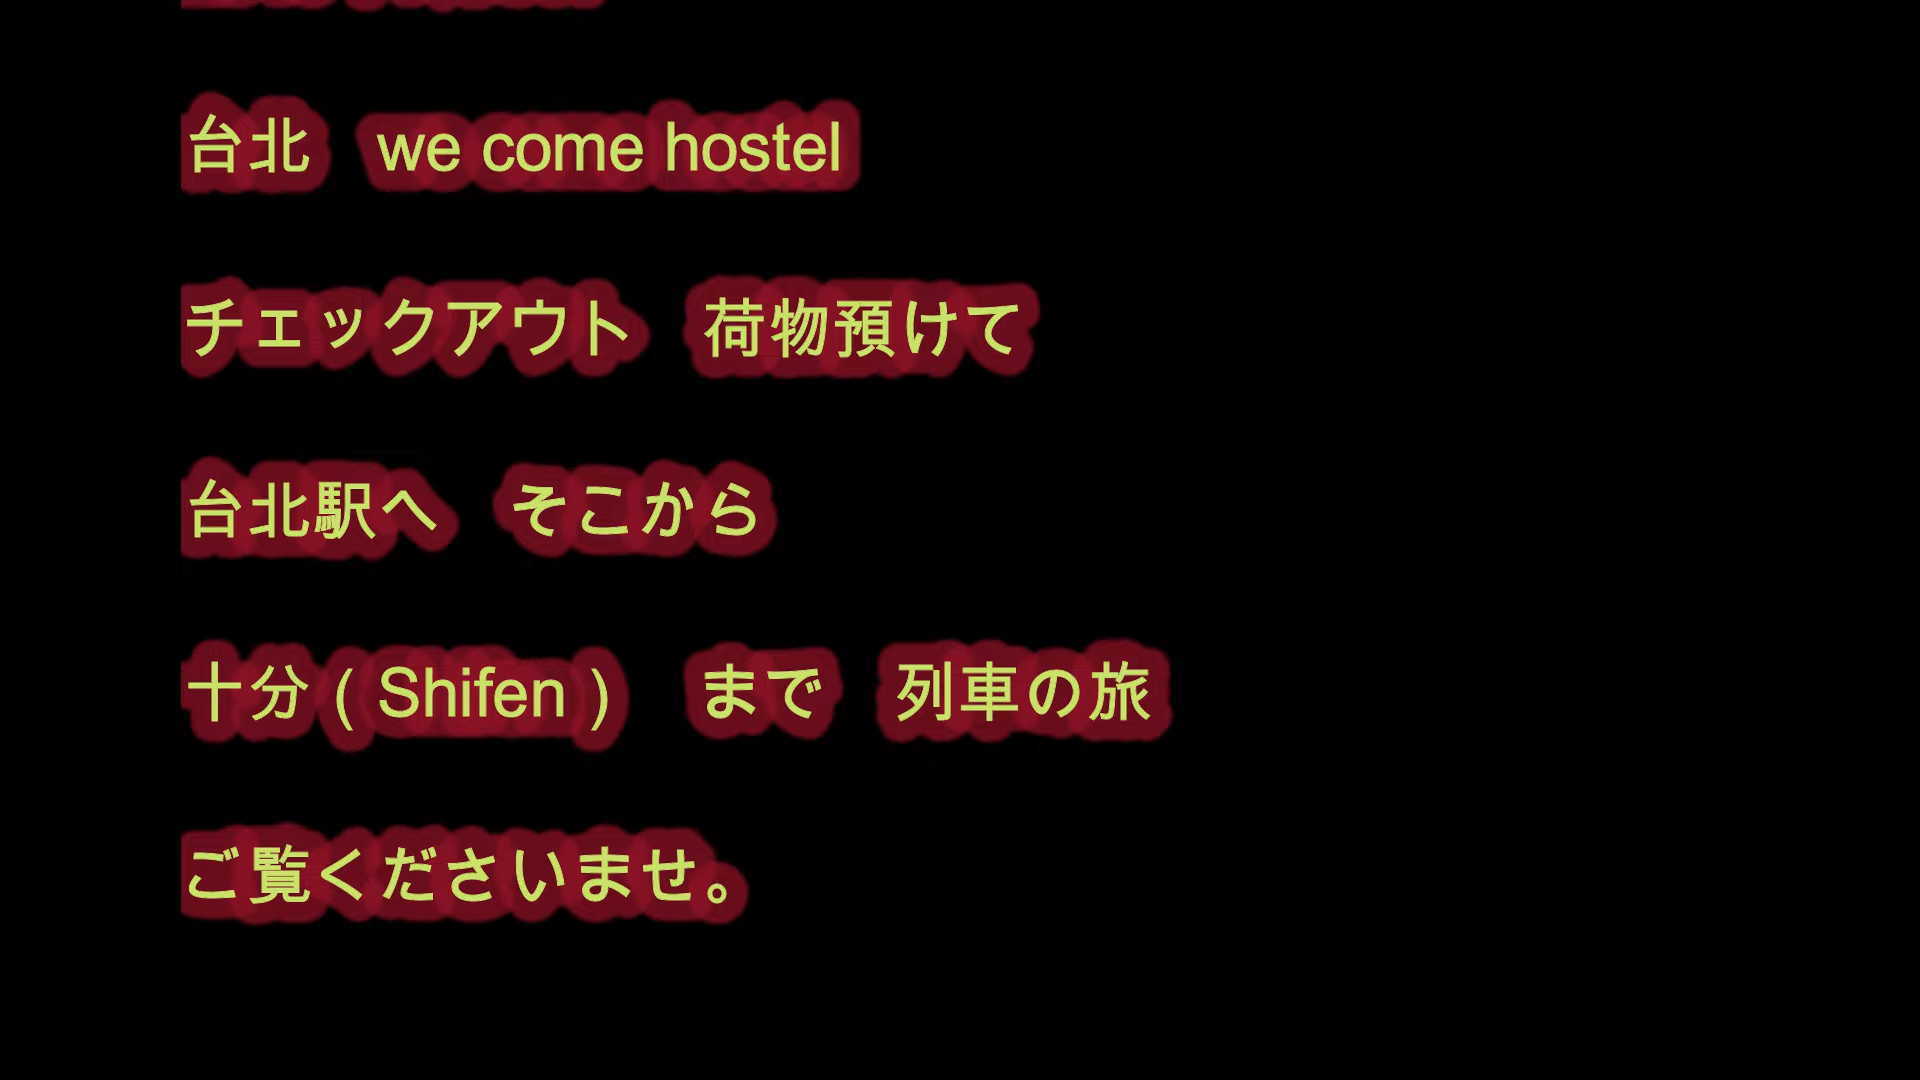 台北　we come hostel
チェックアウト　荷物預けて
台北駅へ　そこから
十分 ( Shifen )　まで　列車の旅
ご覧くださいませ。